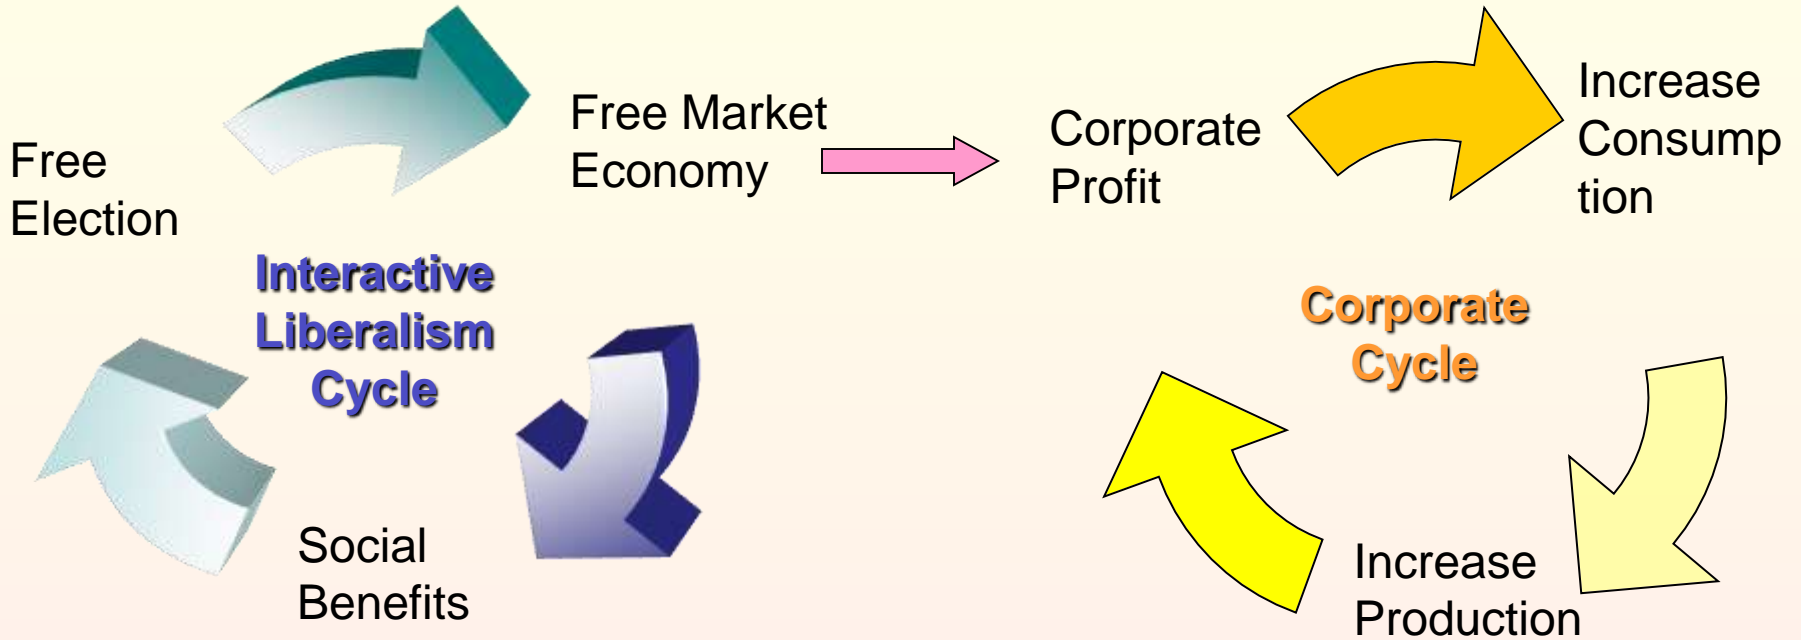 Free
Election
Free Market
Economy
Interactive
Liberalism
Cycle
Social
Benefits
Corporate
Profit
Increase
Consump
tion
Corporate
Cycle
Increase
Production